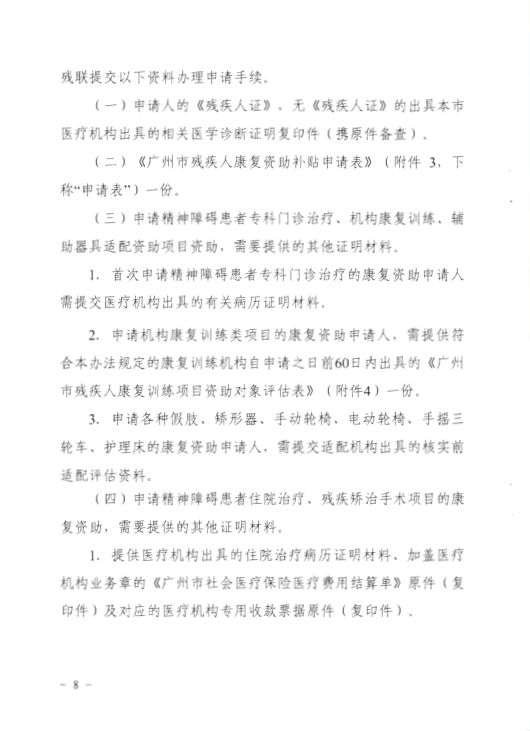 残联提交以下资料办理申请手续。
（一）申请人的《残疾人证》，无《残疾人证》的出具本市
医疗机构出具的相关医学诊断证明复印件（携原件备查）。
（二）《广州市残疾人康复资助补贴申请表》（附件 3，下
称“申请表”）一份。
（三）申请精神障碍患者专科门诊治疗、机构康复训练、辅
助器具适配资助项目资助，需要提供的其他证明材料。
1. 首次申请精神障碍患者专科门诊治疗的康复资助申请人
需提交医疗机构出具的有关病历证明材料。
2. 申请机构康复训练类项目的康复资助申请人，需提供符
合本办法规定的康复训练机构自申请之日前60日内出具的《广州
市残疾人康复训练项目资助对象评估表》（附件4）一份。
3. 申请各种假肢、矫形器、手动轮椅、电动轮椅、手摇三
轮车、护理床的康复资助申请人，需提交适配机构出具的核实前
适配评估资料。
（四）申请精神障碍患者住院治疗、残疾矫治手术项目的康
复资助，需要提供的其他证明材料。
1. 提供医疗机构出具的住院治疗病历证明材料、加盖医疗
机构业务章的《广州市社会医疗保险医疗费用结算单》原件（复
印件）及对应的医疗机构专用收款票据原件（复印件）。
- 8 -